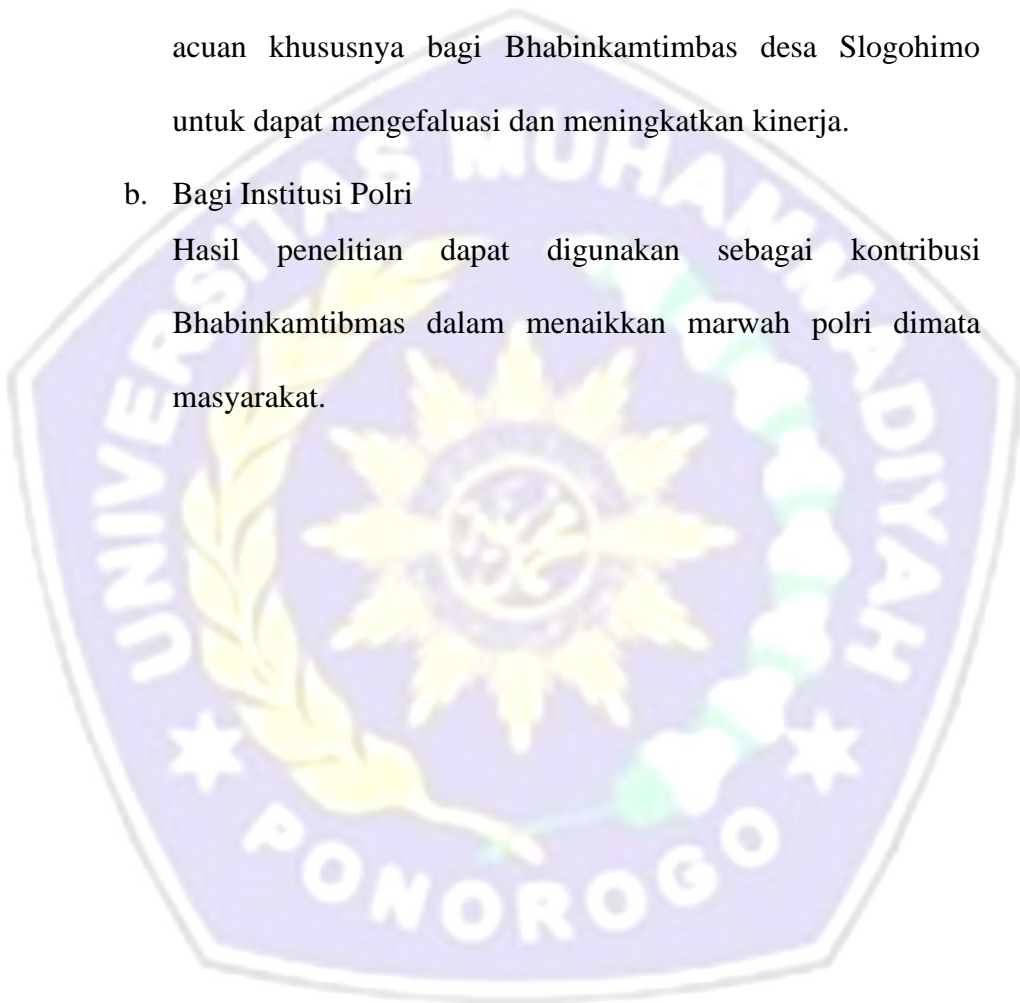 acuan khususnya bagi Bhabinkamtimbas desa Slogohimo
untuk dapat mengefaluasi dan meningkatkan kinerja.
b. Bagi Institusi Polri
Hasil penelitian dapat digunakan sebagai kontribusi
Bhabinkamtibmas dalam menaikkan marwah polri dimata
masyarakat.
UNIVERSITAS MUHAMMADIYAH
PONOROGO